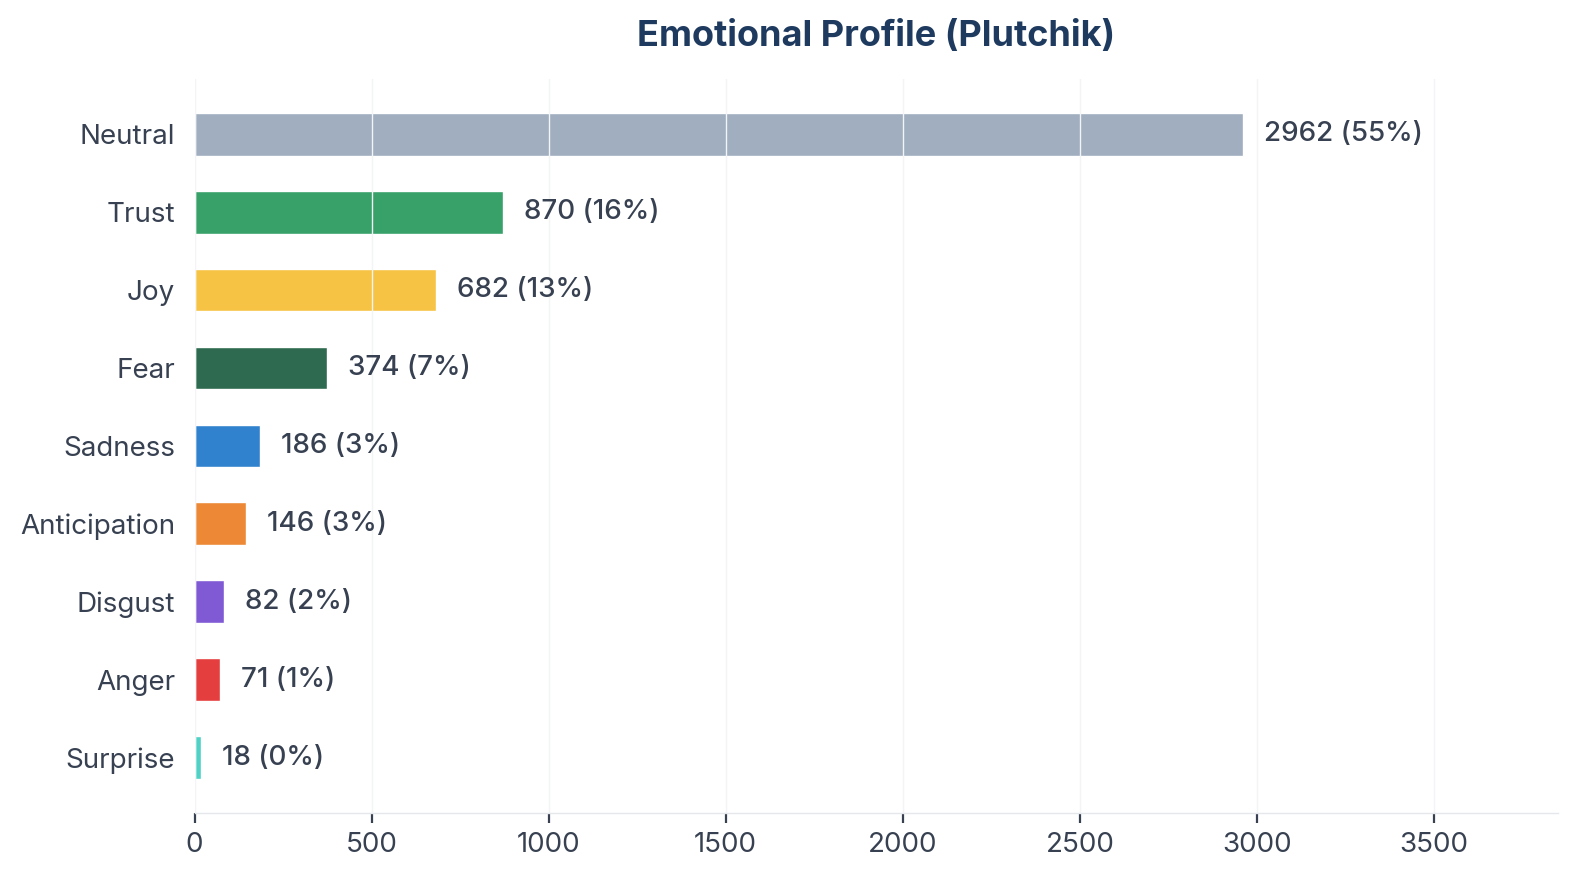 Emotional Profile (Plutchik)
Neutral 2962 (55%)
Trust 870 (16%)
Joy 682 (13%)
Fear 374 (7%)
Sadness 186 (3%)
Anticipation 146 (3%)
Disgust 82 (2%)
Anger 71 (1%)
Surprise 18 (0%)
0 500 1000 1500 2000 2500 3000 3500